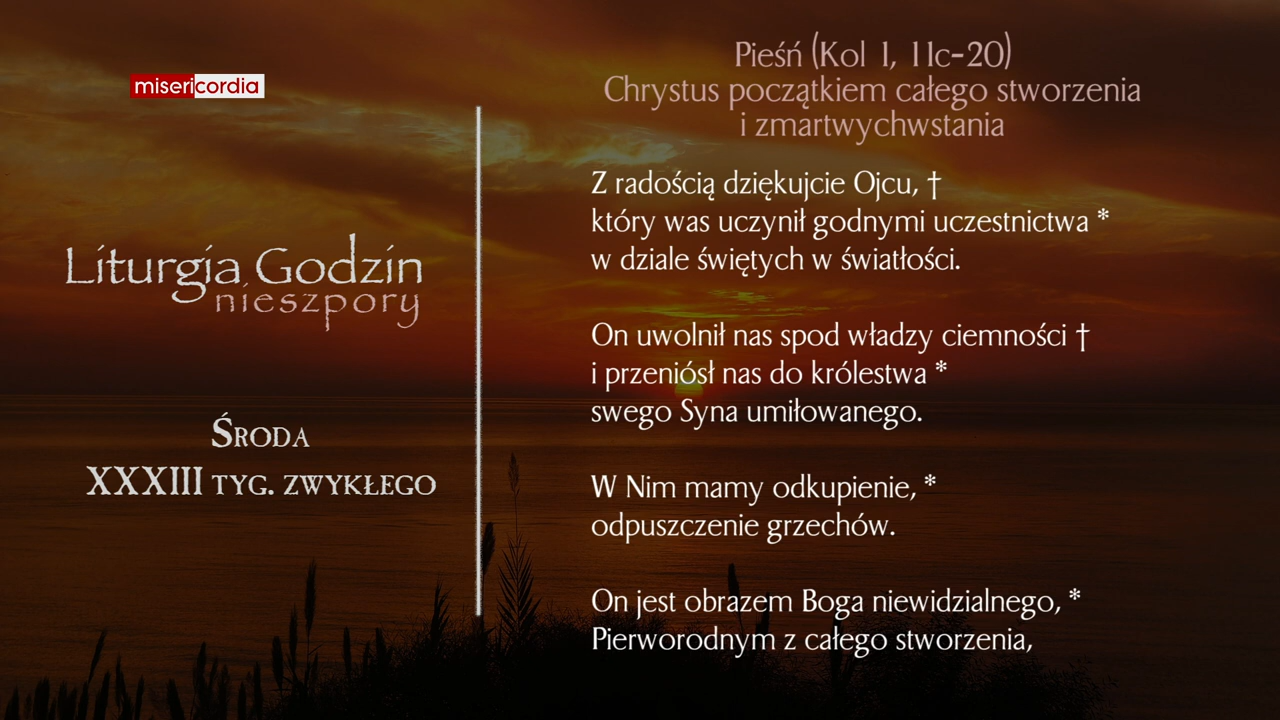 misericordia
Liturgia Godzin
nieszpory
Środa
XXXIII tyg. zwykłego
Pieśń (Kol 1, 11c-20)
Chrystus początkiem całego stworzenia
i zmartwychwstania
Z radością dziękujcie Ojcu, †
który was uczynił godnymi uczestnictwa *
w dziale świętych w światłości.
On uwolnił nas spod władzy ciemności †
i przeniósł nas do królestwa *
swego Syna umiłowanego.
W Nim mamy odkupienie, *
odpuszczenie grzechów.
On jest obrazem Boga niewidzialnego, *
Pierworodnym z całego stworzenia,